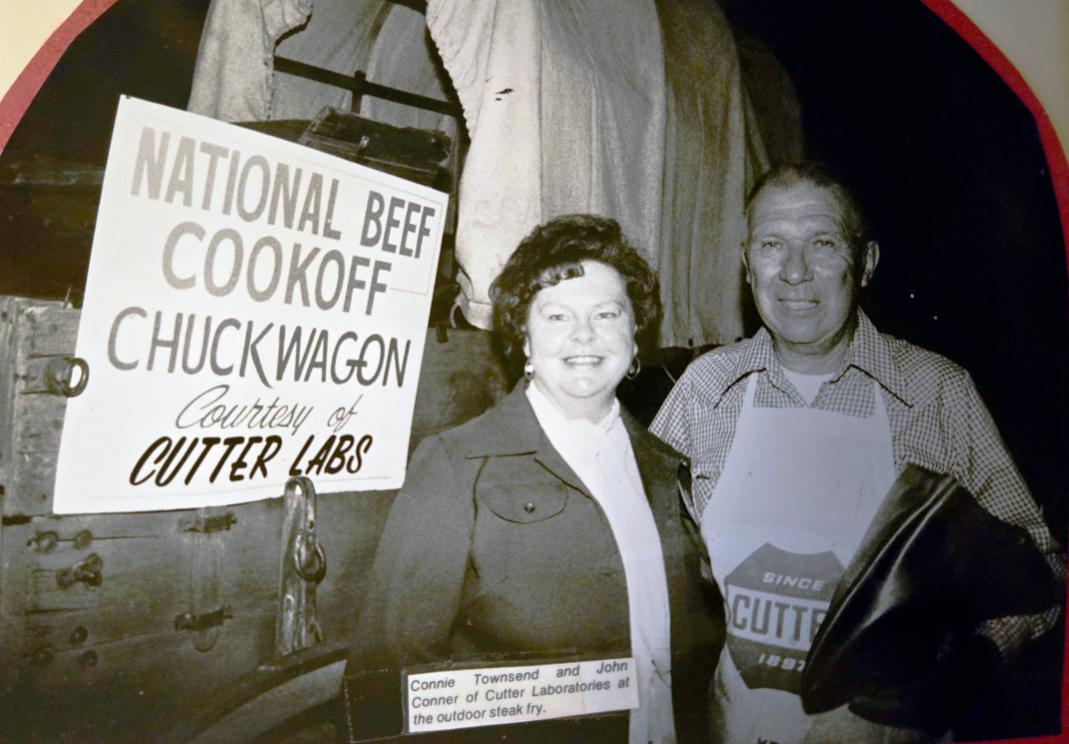 NATIONAL BEEF
COOKOFF
CHUCKWAGON
Courtesy of
CUTTER LABS
SINCE
CUTTE
1897
Connie Townsend and John
Conner of Cutter Laboratories at
the outdoor steak fry.